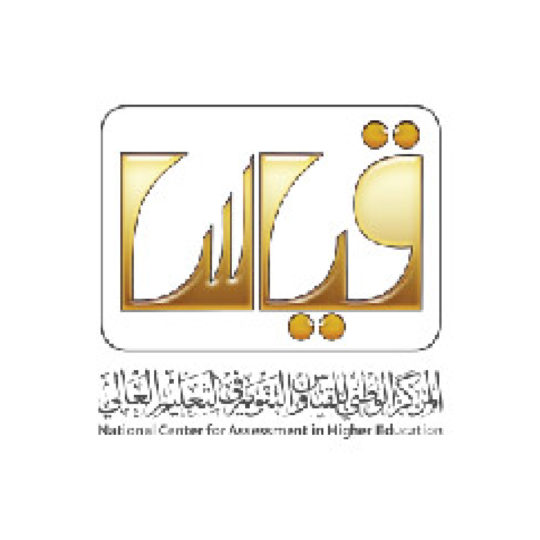 قياس
المركز الوطني للقياس والتقويم في التعليم العالي
National Center for Assessment in Higher Education